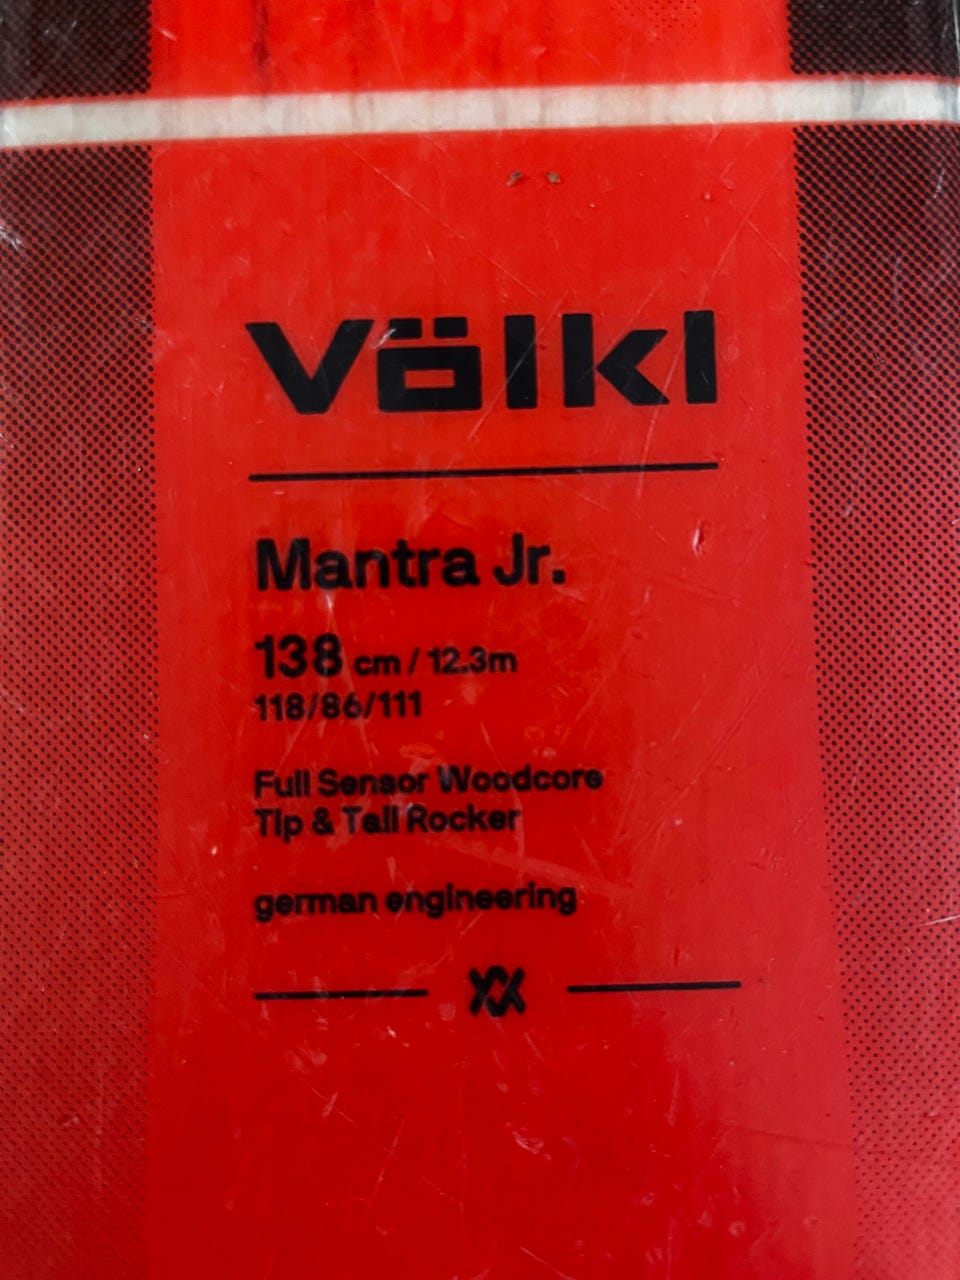 Völkl
Mantra Jr.
138 cm / 12.3m
118/86/111
Full Sensor Woodcore
Tip & Tail Rocker
german engineering